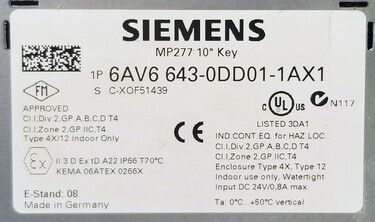 SIEMENS
MP277 10" Key
1P 6AV6 643-0DD01-1AX1
S C-XOF51439
FM
APPROVED
Cl.I,Div.2,GP.A,B,C,D T4
Cl.I,Zone 2,GP.IIC,T4
Type 4X/12 Indoor Only
c UL US
N117
LISTED 3DA1
IND CONT EQ. for HAZ LOC.:
Cl.I,Div.2,GP.A,B,C,D T4
Cl.I,Zone 2,GP.IIC,T4
Enclosure Type 4X, Type 12
Indoor Use only, Watertight
Input DC 24V/0,8A max
Ta: 0°C...+50°C vertical
Ex II 3 D Ex tD A22 IP66 T70°C
KEMA 06ATEX 0266X
E-Stand: 08
Made in Germany